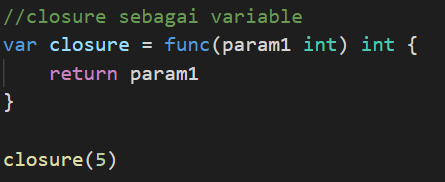 //closure sebagai variable
var closure = func(param1 int) int {
    return param1
}
closure(5)